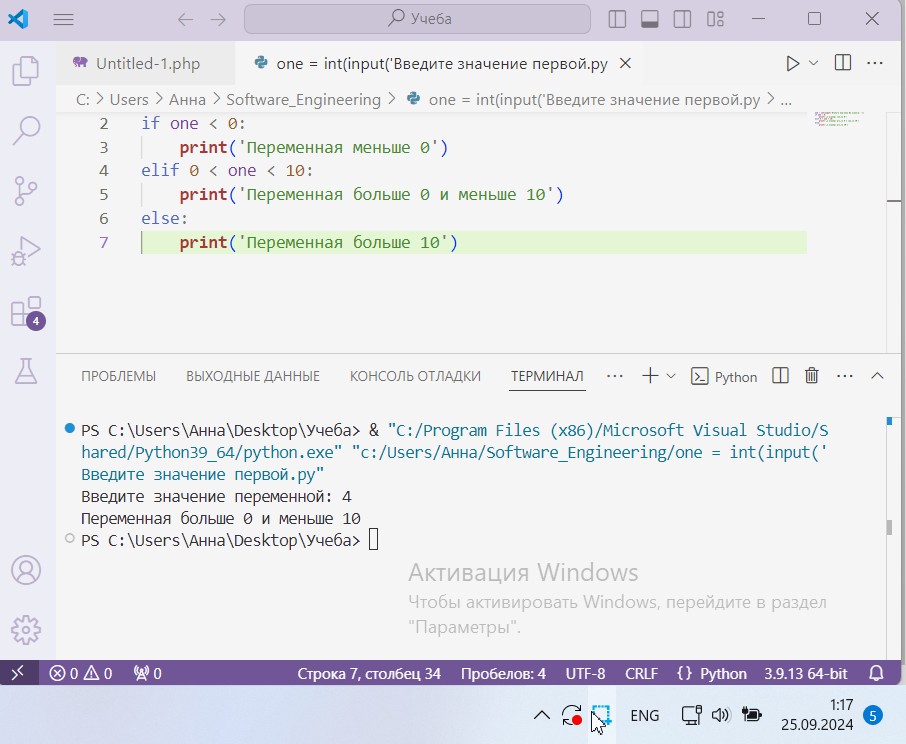 Учеба
Untitled-1.php
one = int(input('Введите значение первой.py
C: > Users > Анна > Software_Engineering > one = int(input('Введите значение первой.py > ...
2 if one < 0:
3 print('Переменная меньше 0')
4 elif 0 < one < 10:
5 print('Переменная больше 0 и меньше 10')
6 else:
7 print('Переменная больше 10')
4
ПРОБЛЕМЫ ВЫХОДНЫЕ ДАННЫЕ КОНСОЛЬ ОТЛАДКИ ТЕРМИНАЛ ... Python ...
PS C:\Users\Анна\Desktop\Учеба> & "C:/Program Files (x86)/Microsoft Visual Studio/S
hared/Python39_64/python.exe" "c:/Users/Анна/Software_Engineering/one = int(input('
Введите значение первой.py"
Введите значение переменной: 4
Переменная больше 0 и меньше 10
PS C:\Users\Анна\Desktop\Учеба>
Активация Windows
Чтобы активировать Windows, перейдите в раздел
"Параметры".
0 0 0 Строка 7, столбец 34 Пробелов: 4 UTF-8 CRLF {} Python 3.9.13 64-bit
ENG
1:17
25.09.2024
5